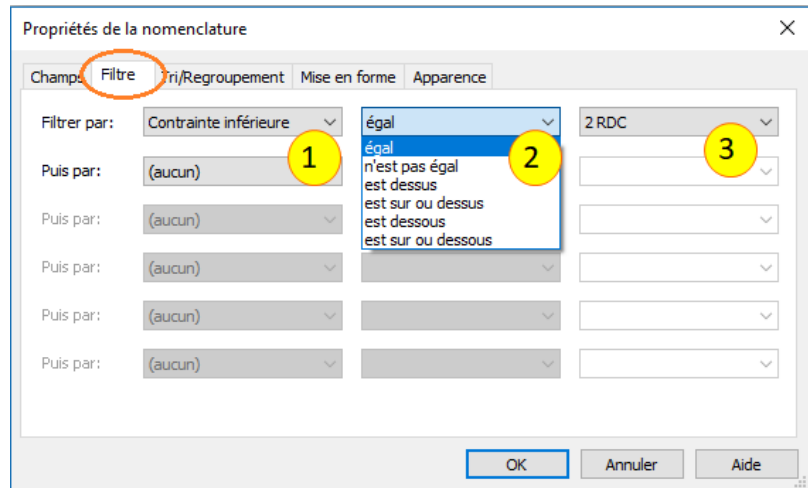 Propriétés de la nomenclature
Champs Filtre Tri/Regroupement Mise en forme Apparence
Filtrer par: Contrainte inférieure égal 2 RDC
1 2 3
égal
n'est pas égal
est dessus
est sur ou dessus
est dessous
est sur ou dessous
Puis par: (aucun)
Puis par: (aucun)
Puis par: (aucun)
Puis par: (aucun)
Puis par: (aucun)
OK Annuler Aide